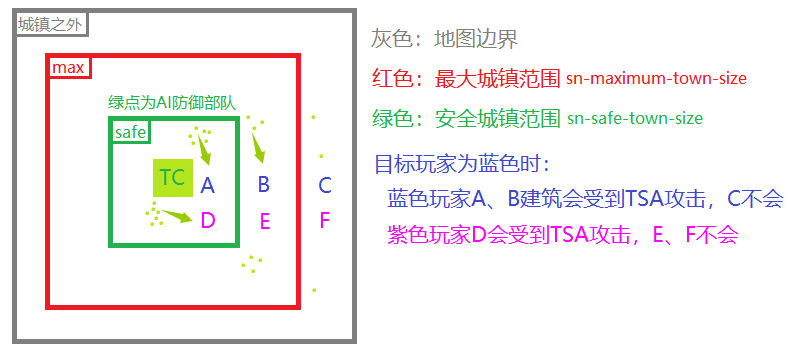 城镇之外
max
绿点为AI防御部队
safe
TC
A
B
C
D
E
F
灰色：地图边界
红色：最大城镇范围 sn-maximum-town-size
绿色：安全城镇范围 sn-safe-town-size
目标玩家为蓝色时：
蓝色玩家A、B建筑会受到TSA攻击，C不会
紫色玩家D会受到TSA攻击，E、F不会